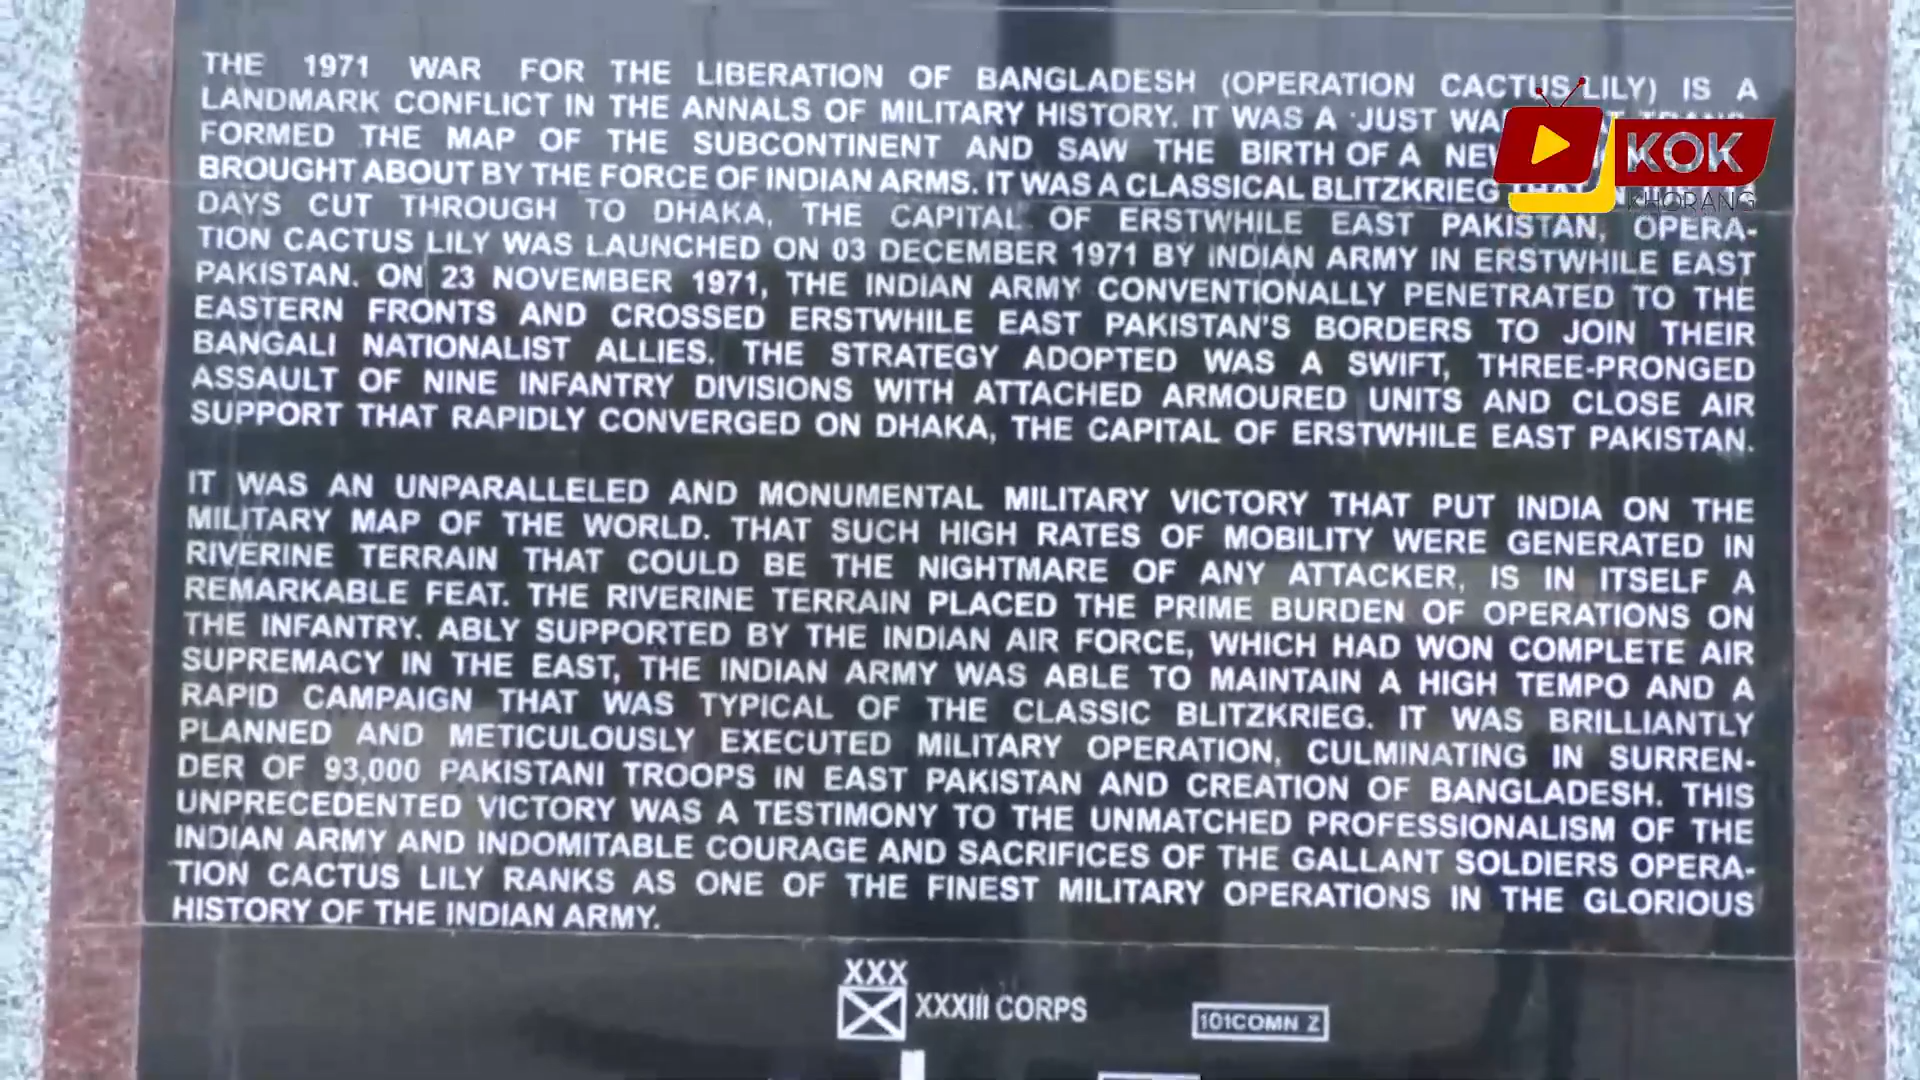 THE 1971 WAR FOR THE LIBERATION OF BANGLADESH (OPERATION CACTUS LILY) IS A
LANDMARK CONFLICT IN THE ANNALS OF MILITARY HISTORY. IT WAS A 'JUST
FORMED THE MAP OF THE SUBCONTINENT AND SAW THE BIRTH OF A
BROUGHT ABOUT BY THE FORCE OF INDIAN ARMS. IT WAS A CLASSICAL BLITZKRIEG
DAYS CUT THROUGH TO DHAKA, THE CAPITAL OF ERSTWHILE EAST PAKISTAN, OPERA-
TION CACTUS LILY WAS LAUNCHED ON 03 DECEMBER 1971 BY INDIAN ARMY IN ERSTWHILE EAST
PAKISTAN. ON 23 NOVEMBER 1971, THE INDIAN ARMY CONVENTIONALLY PENETRATED TO THE
EASTERN FRONTS AND CROSSED ERSTWHILE EAST PAKISTAN'S BORDERS TO JOIN THEIR
BANGALI NATIONALIST ALLIES. THE STRATEGY ADOPTED WAS A SWIFT, THREE-PRONGED
ASSAULT OF NINE INFANTRY DIVISIONS WITH ATTACHED ARMOURED UNITS AND CLOSE AIR
SUPPORT THAT RAPIDLY CONVERGED ON DHAKA, THE CAPITAL OF ERSTWHILE EAST PAKISTAN.
IT WAS AN UNPARALLELED AND MONUMENTAL MILITARY VICTORY THAT PUT INDIA ON THE
MILITARY MAP OF THE WORLD. THAT SUCH HIGH RATES OF MOBILITY WERE GENERATED IN
RIVERINE TERRAIN THAT COULD BE THE NIGHTMARE OF ANY ATTACKER, IS IN ITSELF A
REMARKABLE FEAT. THE RIVERINE TERRAIN PLACED THE PRIME BURDEN OF OPERATIONS ON
THE INFANTRY. ABLY SUPPORTED BY THE INDIAN AIR FORCE, WHICH HAD WON COMPLETE AIR
SUPREMACY IN THE EAST, THE INDIAN ARMY WAS ABLE TO MAINTAIN A HIGH TEMPO AND A
RAPID CAMPAIGN THAT WAS TYPICAL OF THE CLASSIC BLITZKRIEG. IT WAS BRILLIANTLY
PLANNED AND METICULOUSLY EXECUTED MILITARY OPERATION, CULMINATING IN SURREN-
DER OF 93,000 PAKISTANI TROOPS IN EAST PAKISTAN AND CREATION OF BANGLADESH. THIS
UNPRECEDENTED VICTORY WAS A TESTIMONY TO THE UNMATCHED PROFESSIONALISM OF THE
INDIAN ARMY AND INDOMITABLE COURAGE AND SACRIFICES OF THE GALLANT SOLDIERS OPERA-
TION CACTUS LILY RANKS AS ONE OF THE FINEST MILITARY OPERATIONS IN THE GLORIOUS
HISTORY OF THE INDIAN ARMY.
XXX
XXXIII CORPS
101COMN Z
KOK
KHORANG